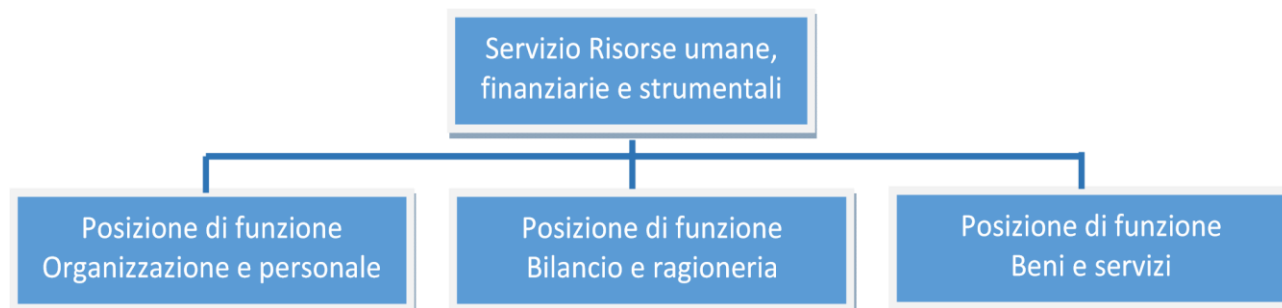 Servizio Risorse umane,
finanziarie e strumentali
Posizione di funzione
Organizzazione e personale
Posizione di funzione
Bilancio e ragioneria
Posizione di funzione
Beni e servizi